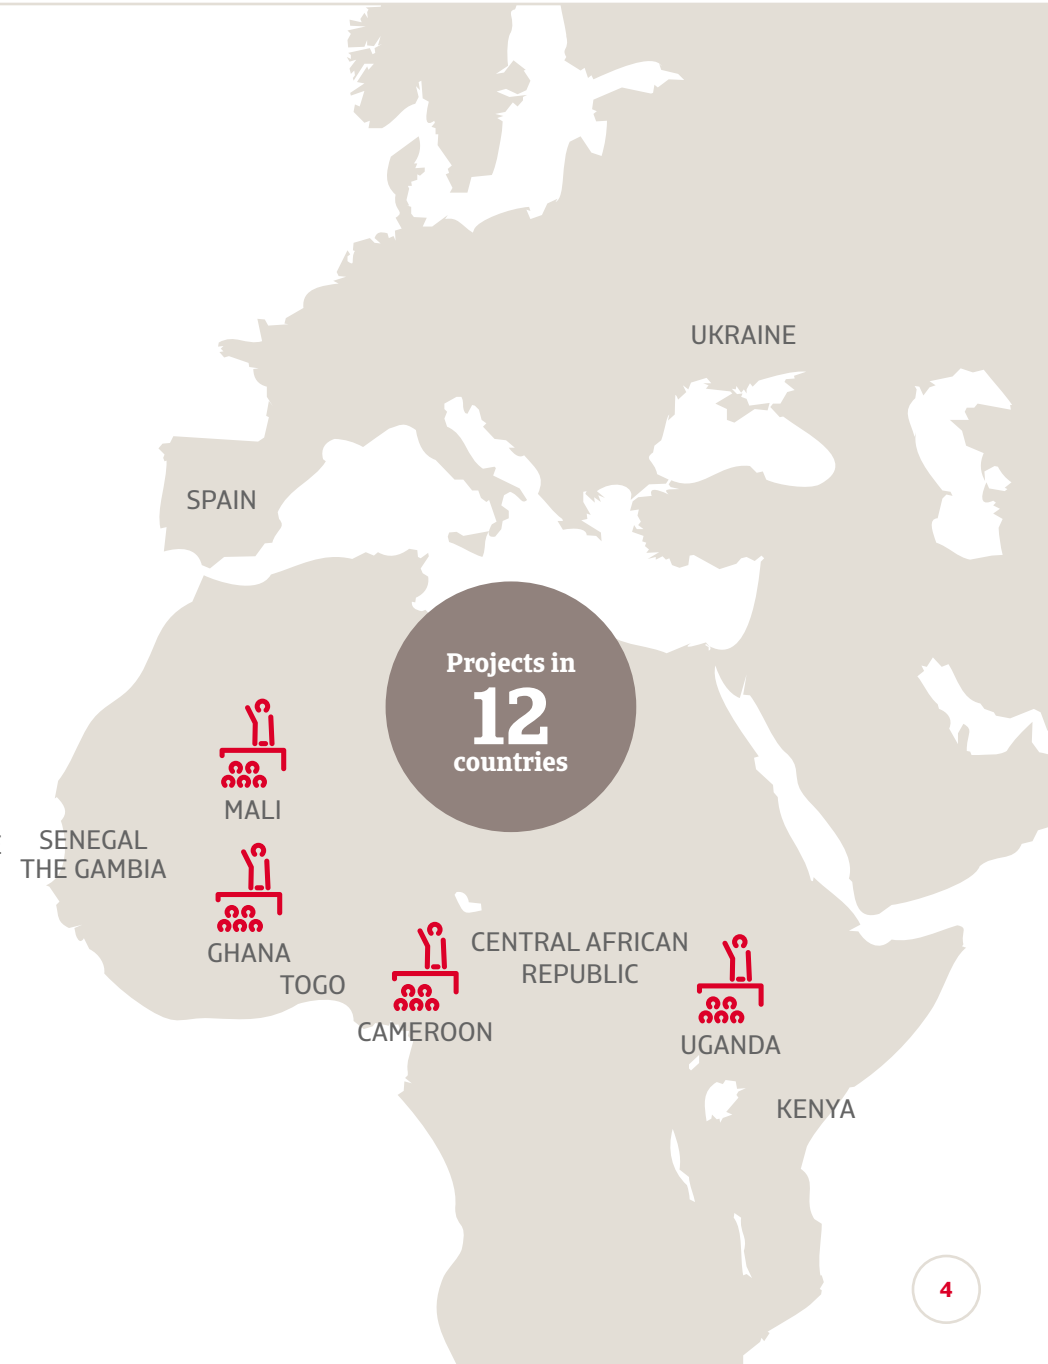 UKRAINE
SPAIN
Projects in
12
countries
MALI
SENEGAL
THE GAMBIA
GHANA
TOGO
CENTRAL AFRICAN
REPUBLIC
CAMEROON
UGANDA
KENYA
4